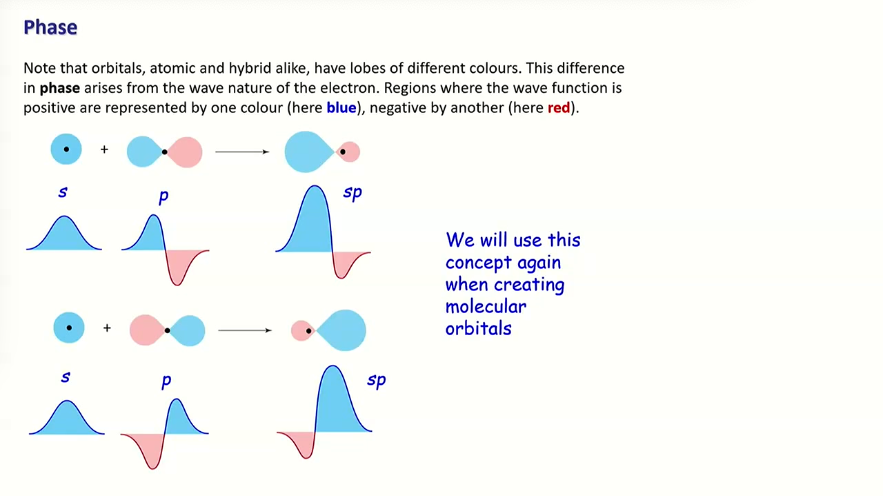 Phase
Note that orbitals, atomic and hybrid alike, have lobes of different colours. This difference
in phase arises from the wave nature of the electron. Regions where the wave function is
positive are represented by one colour (here blue), negative by another (here red).
+
s
p
sp
We will use this
concept again
when creating
molecular
orbitals
+
s
p
sp